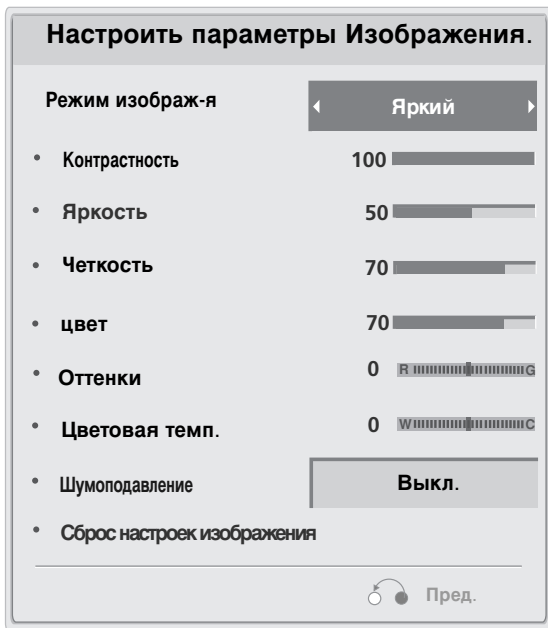 Настроить параметры Изображения.
Режим изображ-я Яркий
• Контрастность 100
• Яркость 50
• Четкость 70
• цвет 70
• Оттенки 0 R G
• Цветовая темп. 0 W C
• Шумоподавление Выкл.
• Сброс настроек изображения
Пред.